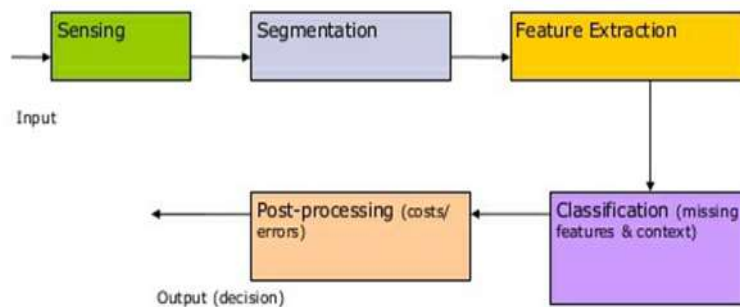 Sensing
Segmentation
Feature Extraction
Input
Post-processing (costs/
errors)
Classification (missing
features & context)
Output (decision)